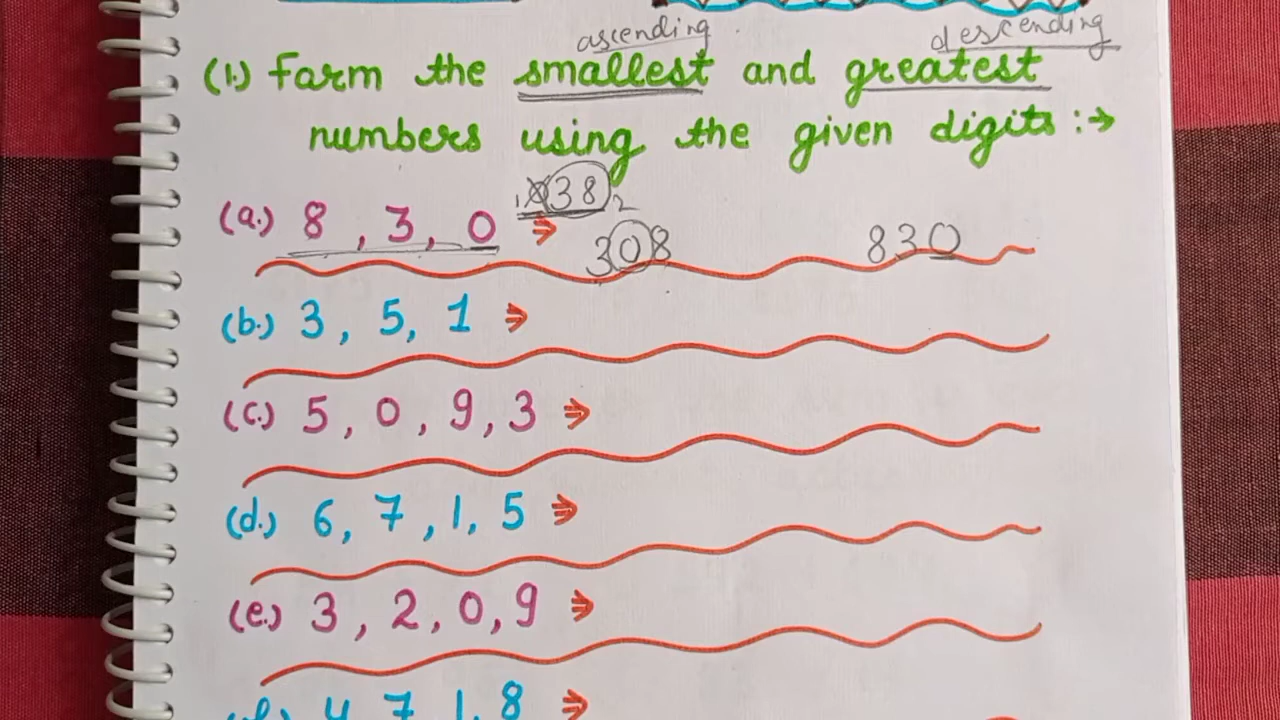 ascending descending
(1.) Farm the smallest and greatest
numbers using the given digits :→
038
(a.) 8 , 3, 0 ⇒ 308 830
(b.) 3, 5, 1 ⇒
(c.) 5, 0, 9, 3 ⇒
(d.) 6, 7, 1, 5 ⇒
(e.) 3, 2, 0, 9 ⇒
4 7 1, 8 ⇒